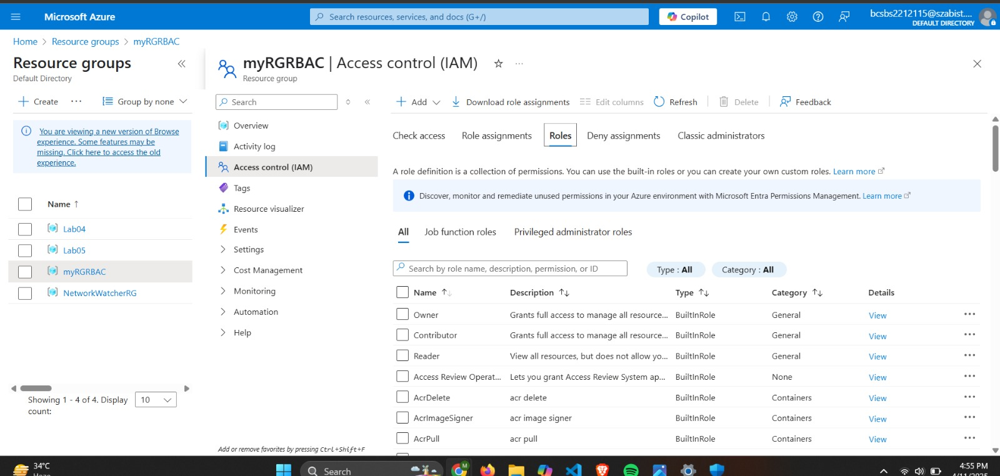 Microsoft Azure
Search resources, services, and docs (G+/)
Copilot
bcsbs2212115@szabist....
DEFAULT DIRECTORY
Home > Resource groups > myRGRBAC
Resource groups
Default Directory
+ Create ...
Group by none
You are viewing a new version of Browse
experience. Some features may be
missing. Click here to access the old
experience.
Name ↑
Lab04
Lab05
myRGRBAC
NetworkWatcherRG
Showing 1 - 4 of 4. Display
count:
10
myRGRBAC | Access control (IAM)
Resource group
Search
Overview
Activity log
Access control (IAM)
Tags
Resource visualizer
Events
Settings
Cost Management
Monitoring
Automation
Help
Add or remove favorites by pressing Ctrl+Shift+F
Add Download role assignments Edit columns Refresh Delete Feedback
Check access Role assignments Roles Deny assignments Classic administrators
A role definition is a collection of permissions. You can use the built-in roles or you can create your own custom roles. Learn more
Discover, monitor and remediate unused permissions in your Azure environment with Microsoft Entra Permissions Management. Learn more
All Job function roles Privileged administrator roles
Search by role name, description, permission, or ID
Type : All Category : All
Name ↑↓ Description ↑↓ Type ↑↓ Category ↑↓ Details
Owner Grants full access to manage all resource... BuiltInRole General View ...
Contributor Grants full access to manage all resource... BuiltInRole General View ...
Reader View all resources, but does not allow yo... BuiltInRole General View ...
Access Review Operat... Lets you grant Access Review System ap... BuiltInRole None View ...
AcrDelete acr delete BuiltInRole Containers View ...
AcrImageSigner acr image signer BuiltInRole Containers View ...
AcrPull acr pull BuiltInRole Containers View ...
34°C
Haze
Search
M
4:55 PM
4/11/2025